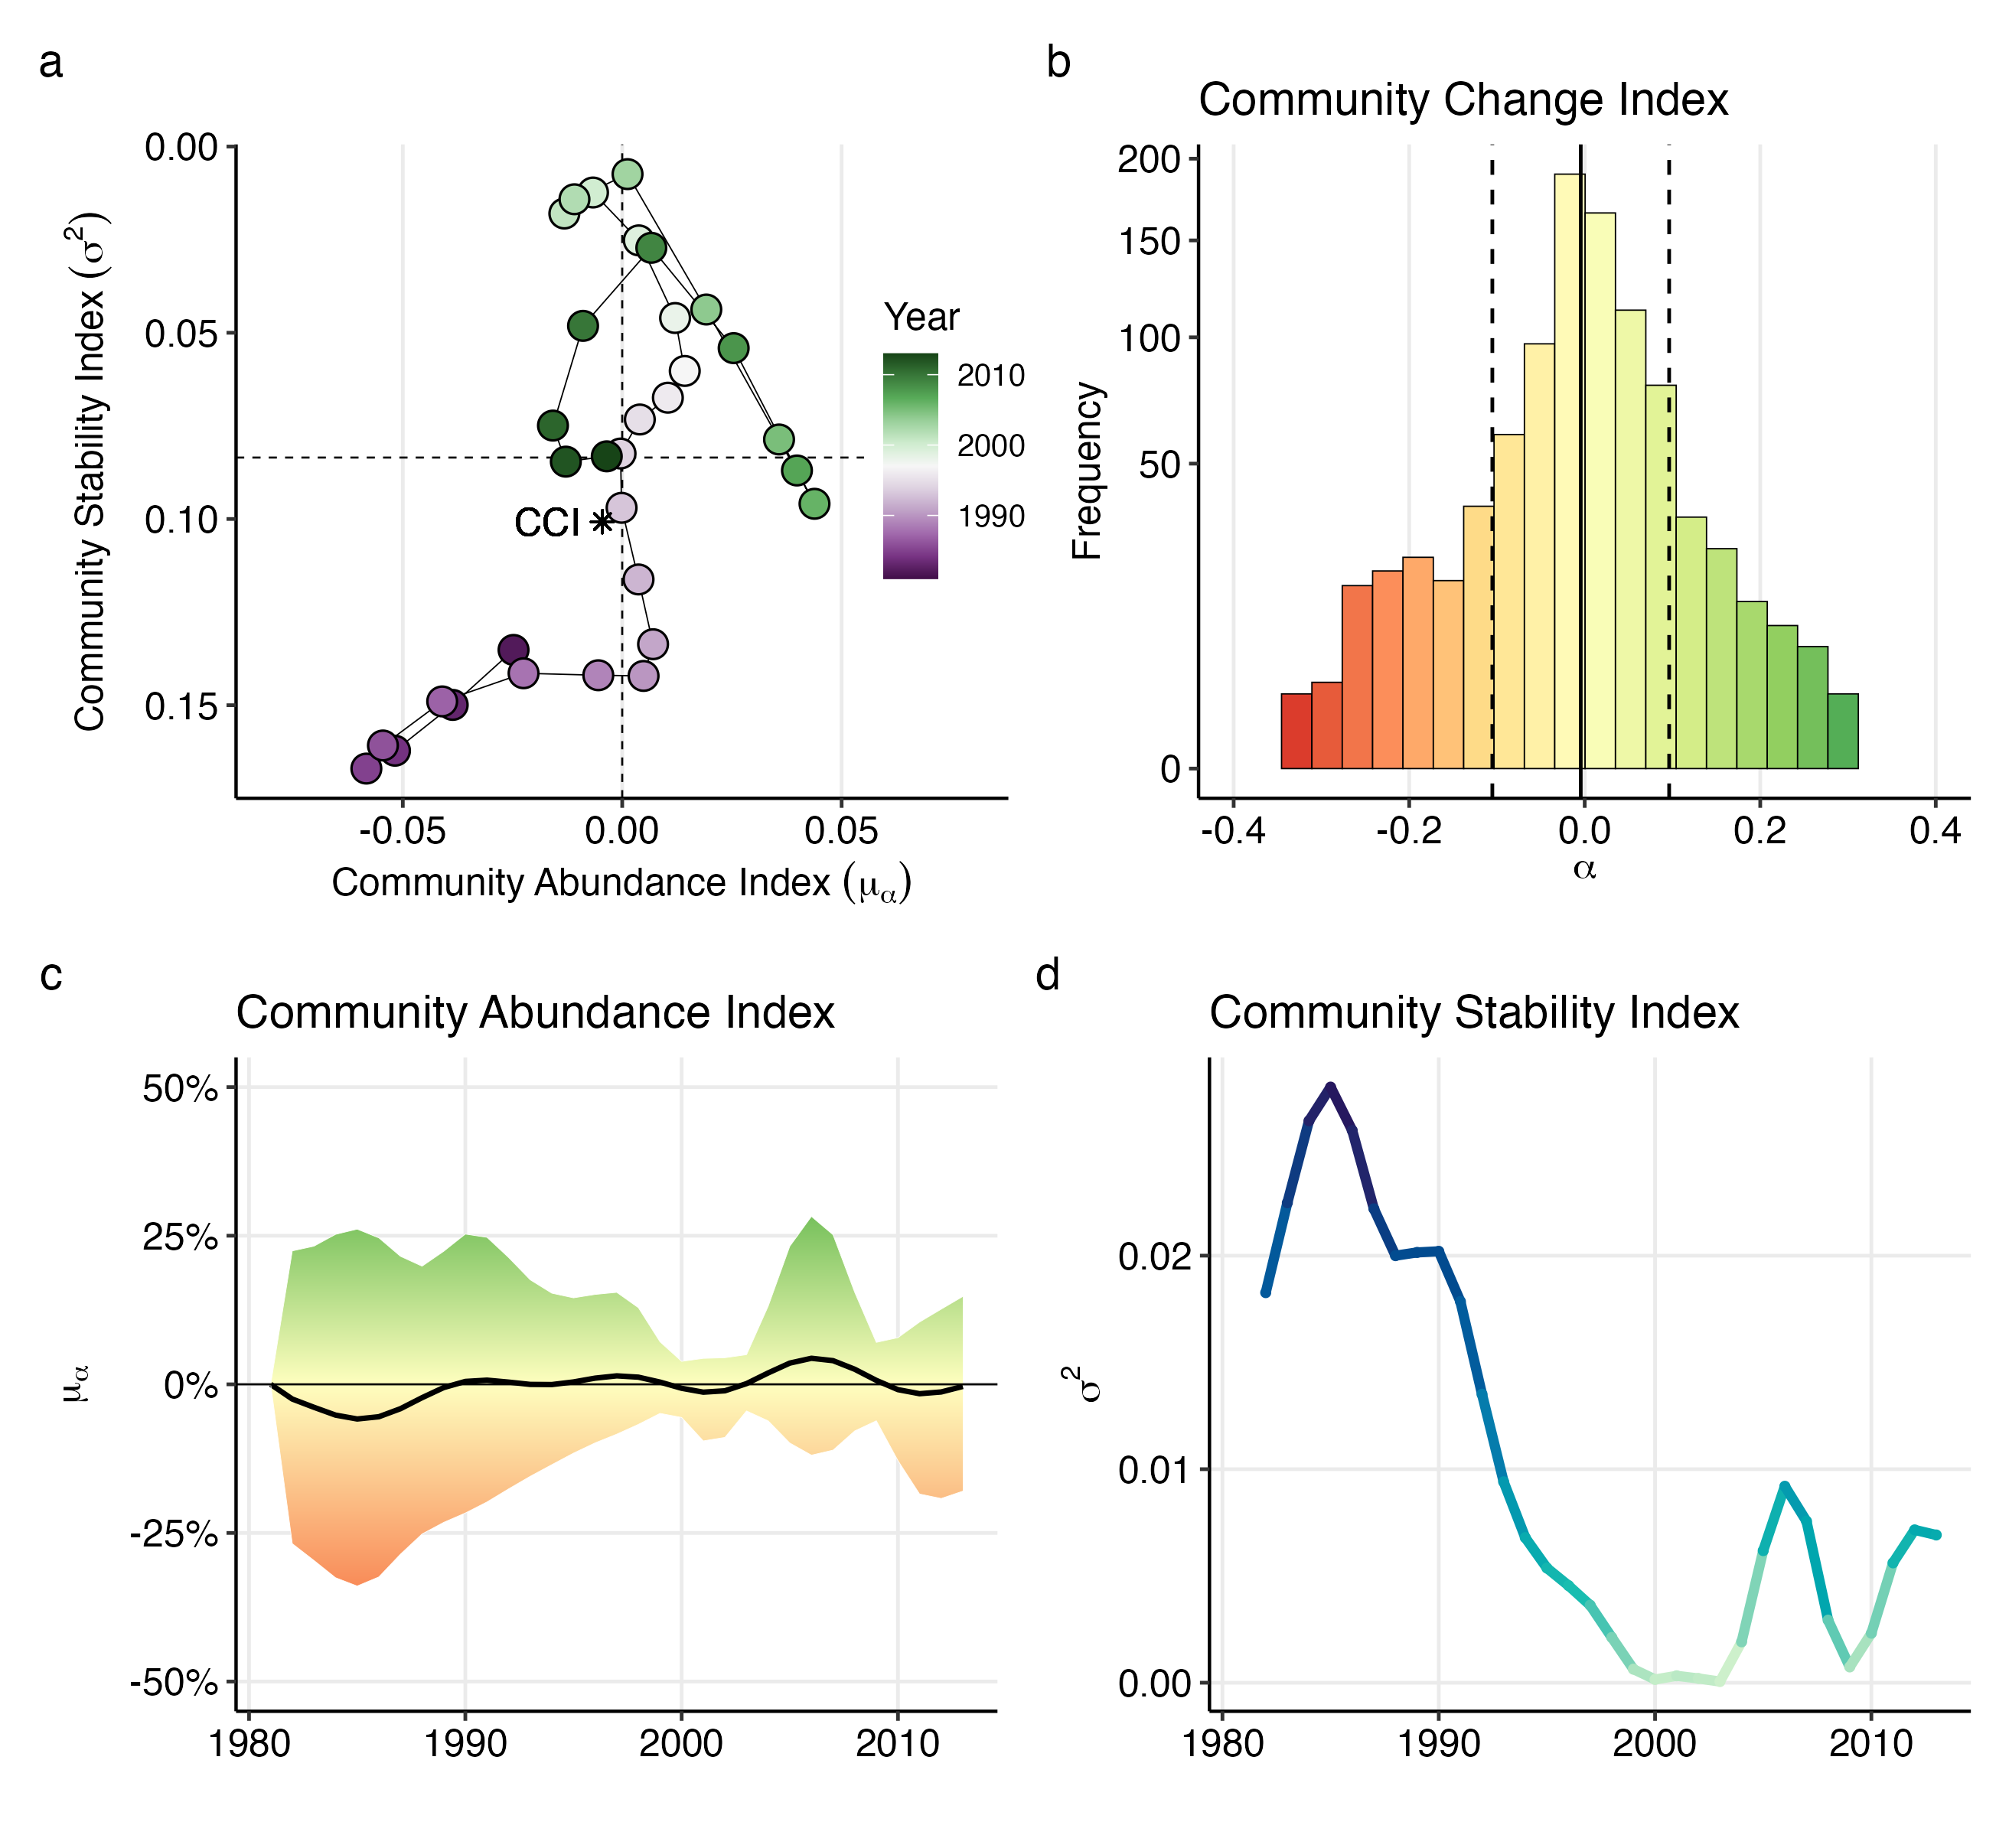 a
0.00
0.05
0.10
0.15
Community Stability Index (σ²)
CCI
Year
2010
2000
1990
-0.05
0.00
0.05
Community Abundance Index (μα)
b
Community Change Index
200
150
100
50
0
Frequency
-0.4
-0.2
0.0
0.2
0.4
α
c
Community Abundance Index
50%
25%
0%
-25%
-50%
μα
1980
1990
2000
2010
d
Community Stability Index
0.02
0.01
0.00
σ²
1980
1990
2000
2010